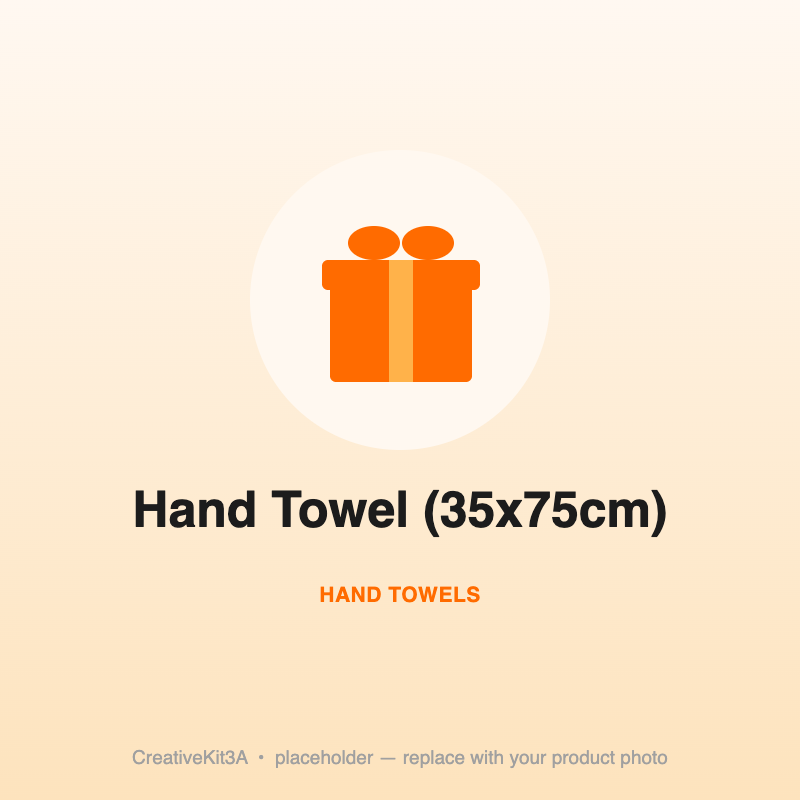 Hand Towel (35x75cm)
HAND TOWELS
CreativeKit3A • placeholder — replace with your product photo